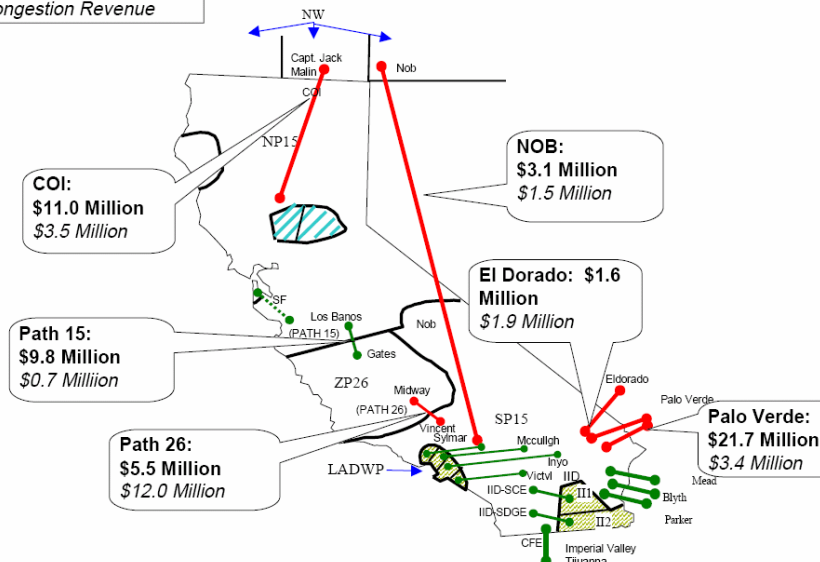 ongestion Revenue
NW
Capt. Jack
Malin
Nob
COI
NP15
NOB:
$3.1 Million
$1.5 Million
COI:
$11.0 Million
$3.5 Million
El Dorado: $1.6
Million
$1.9 Million
SF
Los Banos
(PATH 15)
Nob
Gates
Path 15:
$9.8 Million
$0.7 Milliion
ZP26
Midway
(PATH 26)
Vincent
Sylmar
SP15
Eldorado
Palo Verde
Palo Verde:
$21.7 Million
$3.4 Million
Path 26:
$5.5 Million
$12.0 Million
LADWP
Mccullgh
Inyo
Victvl
IID
IID-SCE
II1
IID-SDGE
II2
Mead
Blyth
Parker
CFE
Imperial Valley
Tijuanna